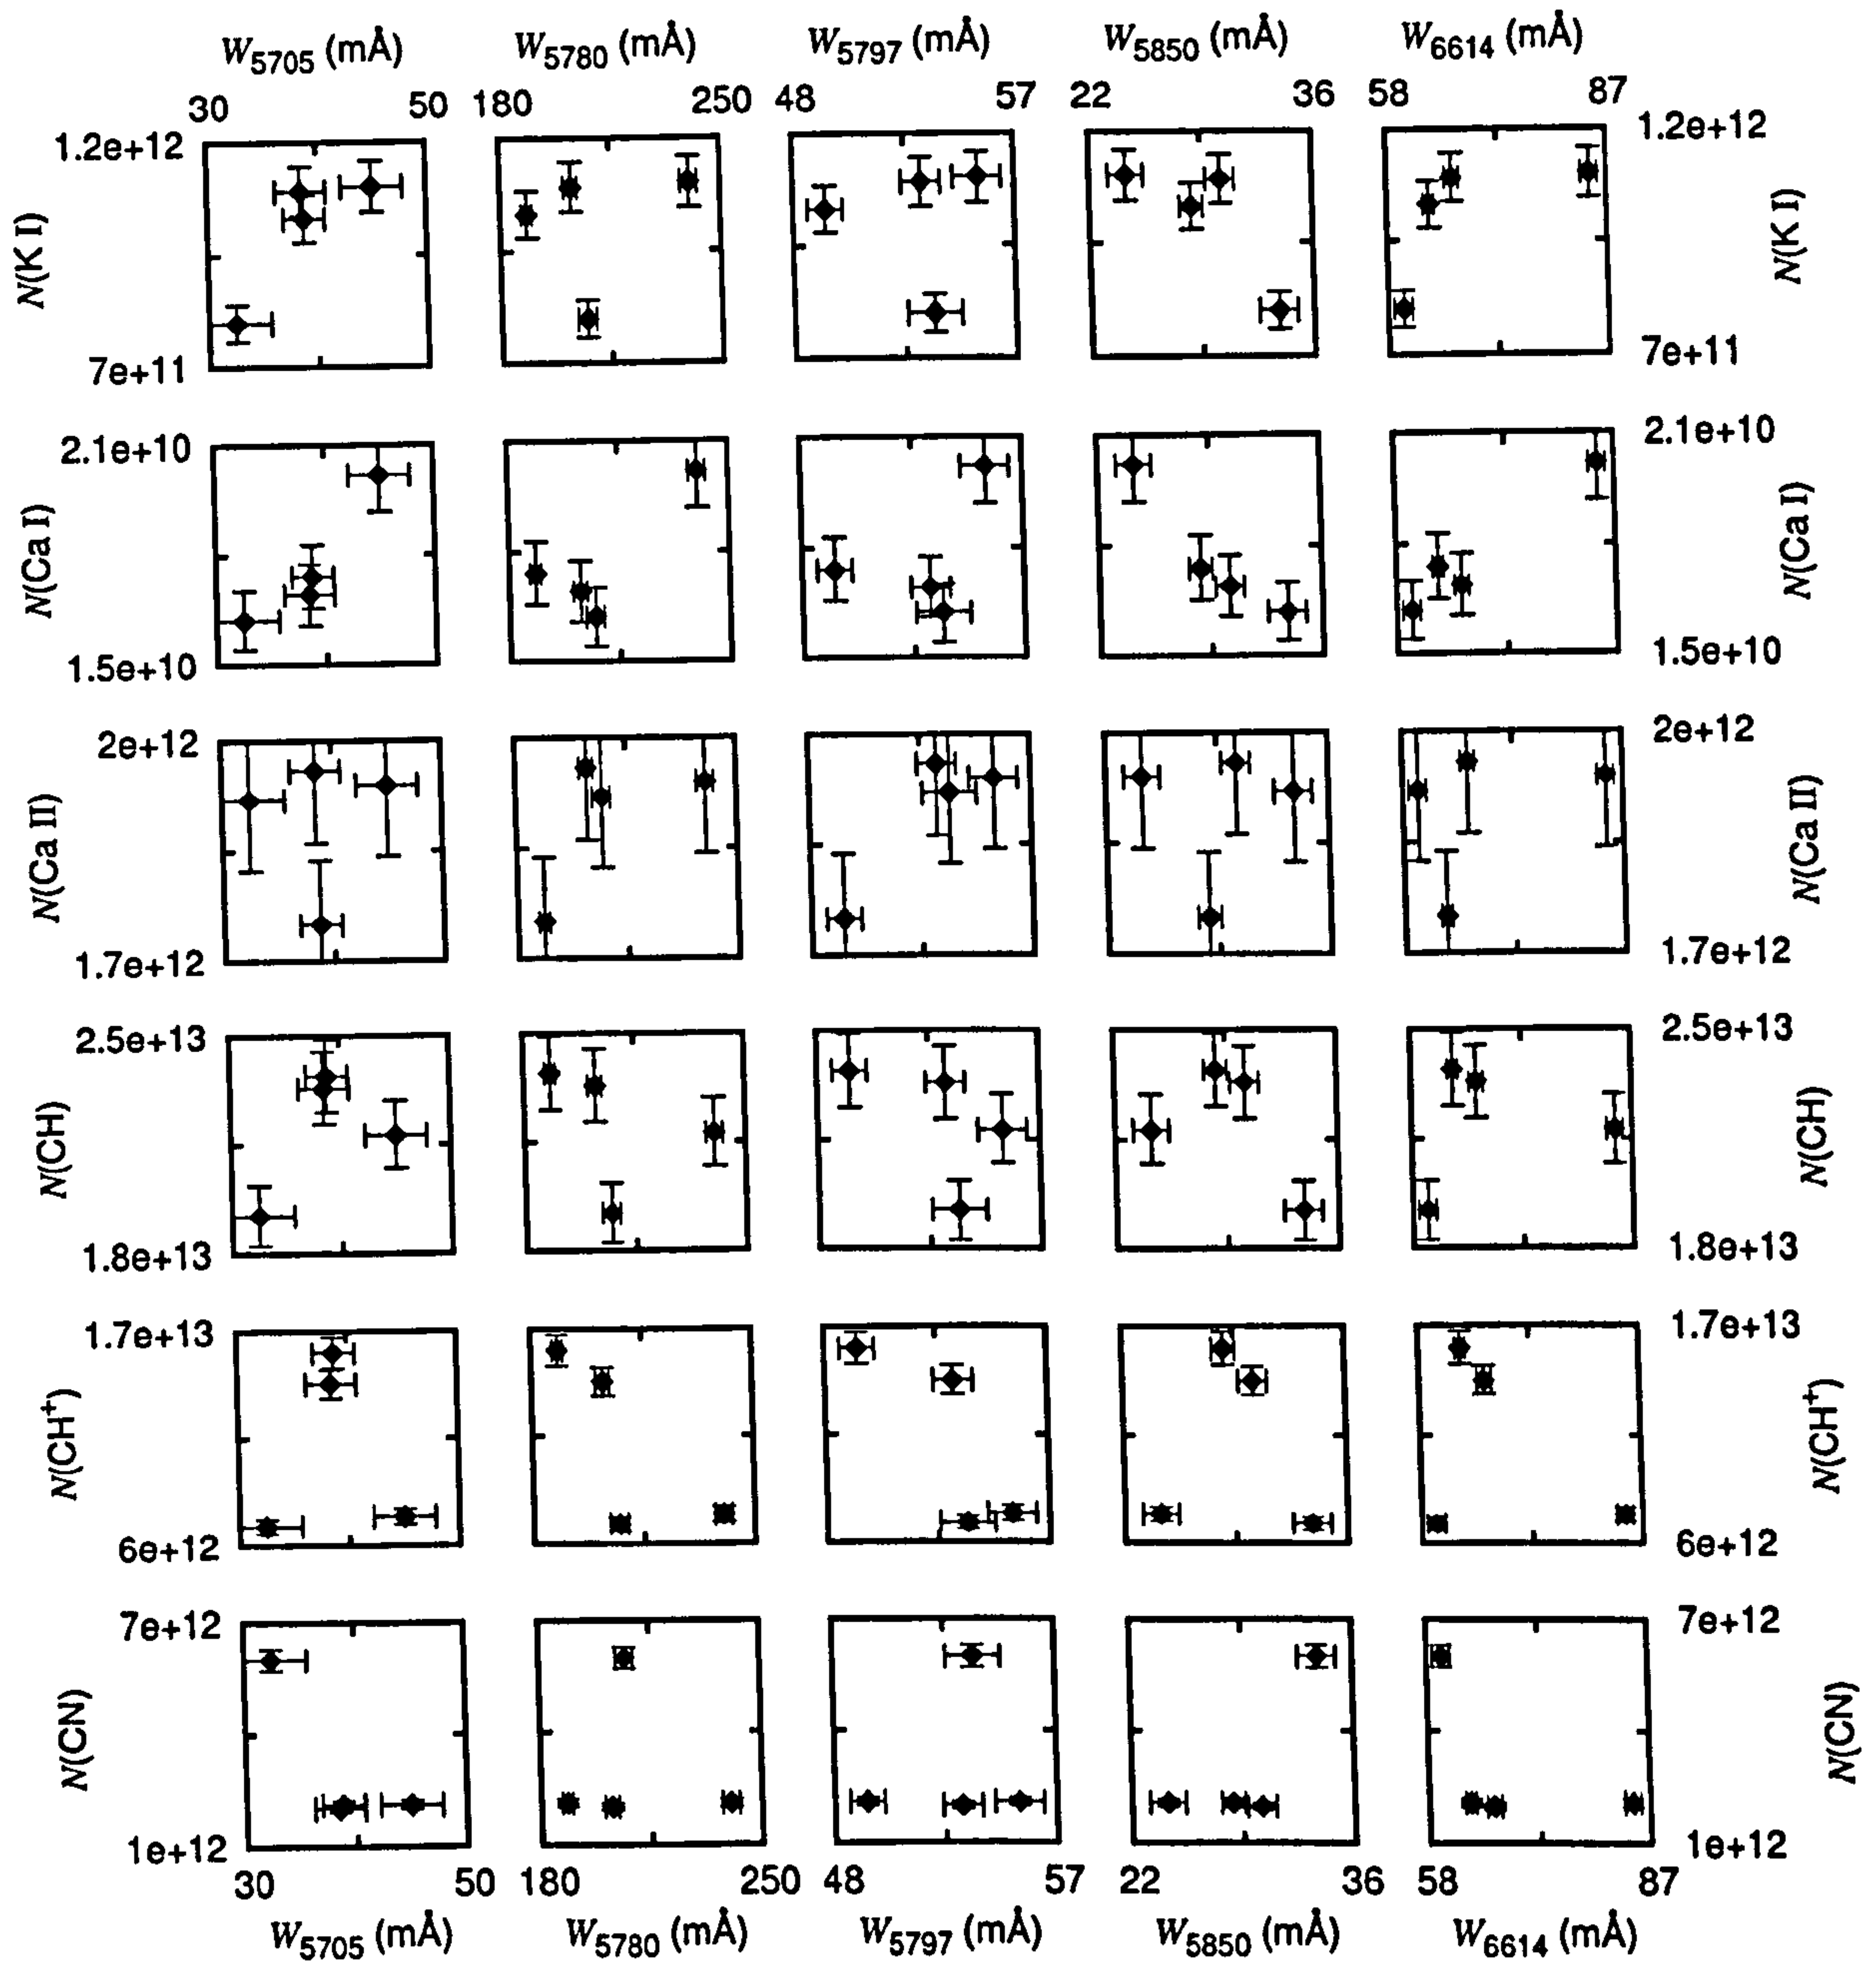 W5705 (mÅ) W5780 (mÅ) W5797 (mÅ) W5850 (mÅ) W6614 (mÅ)
30 50 180 250 48 57 22 36 58 87
1.2e+12 1.2e+12
N(K I) N(K I)
7e+11 7e+11
2.1e+10 2.1e+10
N(Ca I) N(Ca I)
1.5e+10 1.5e+10
2e+12 2e+12
N(Ca II) N(Ca II)
1.7e+12 1.7e+12
2.5e+13 2.5e+13
N(CH) N(CH)
1.8e+13 1.8e+13
1.7e+13 1.7e+13
N(CH⁺) N(CH⁺)
6e+12 6e+12
7e+12 7e+12
N(CN) N(CN)
1e+12 1e+12
30 50 180 250 48 57 22 36 58 87
W5705 (mÅ) W5780 (mÅ) W5797 (mÅ) W5850 (mÅ) W6614 (mÅ)